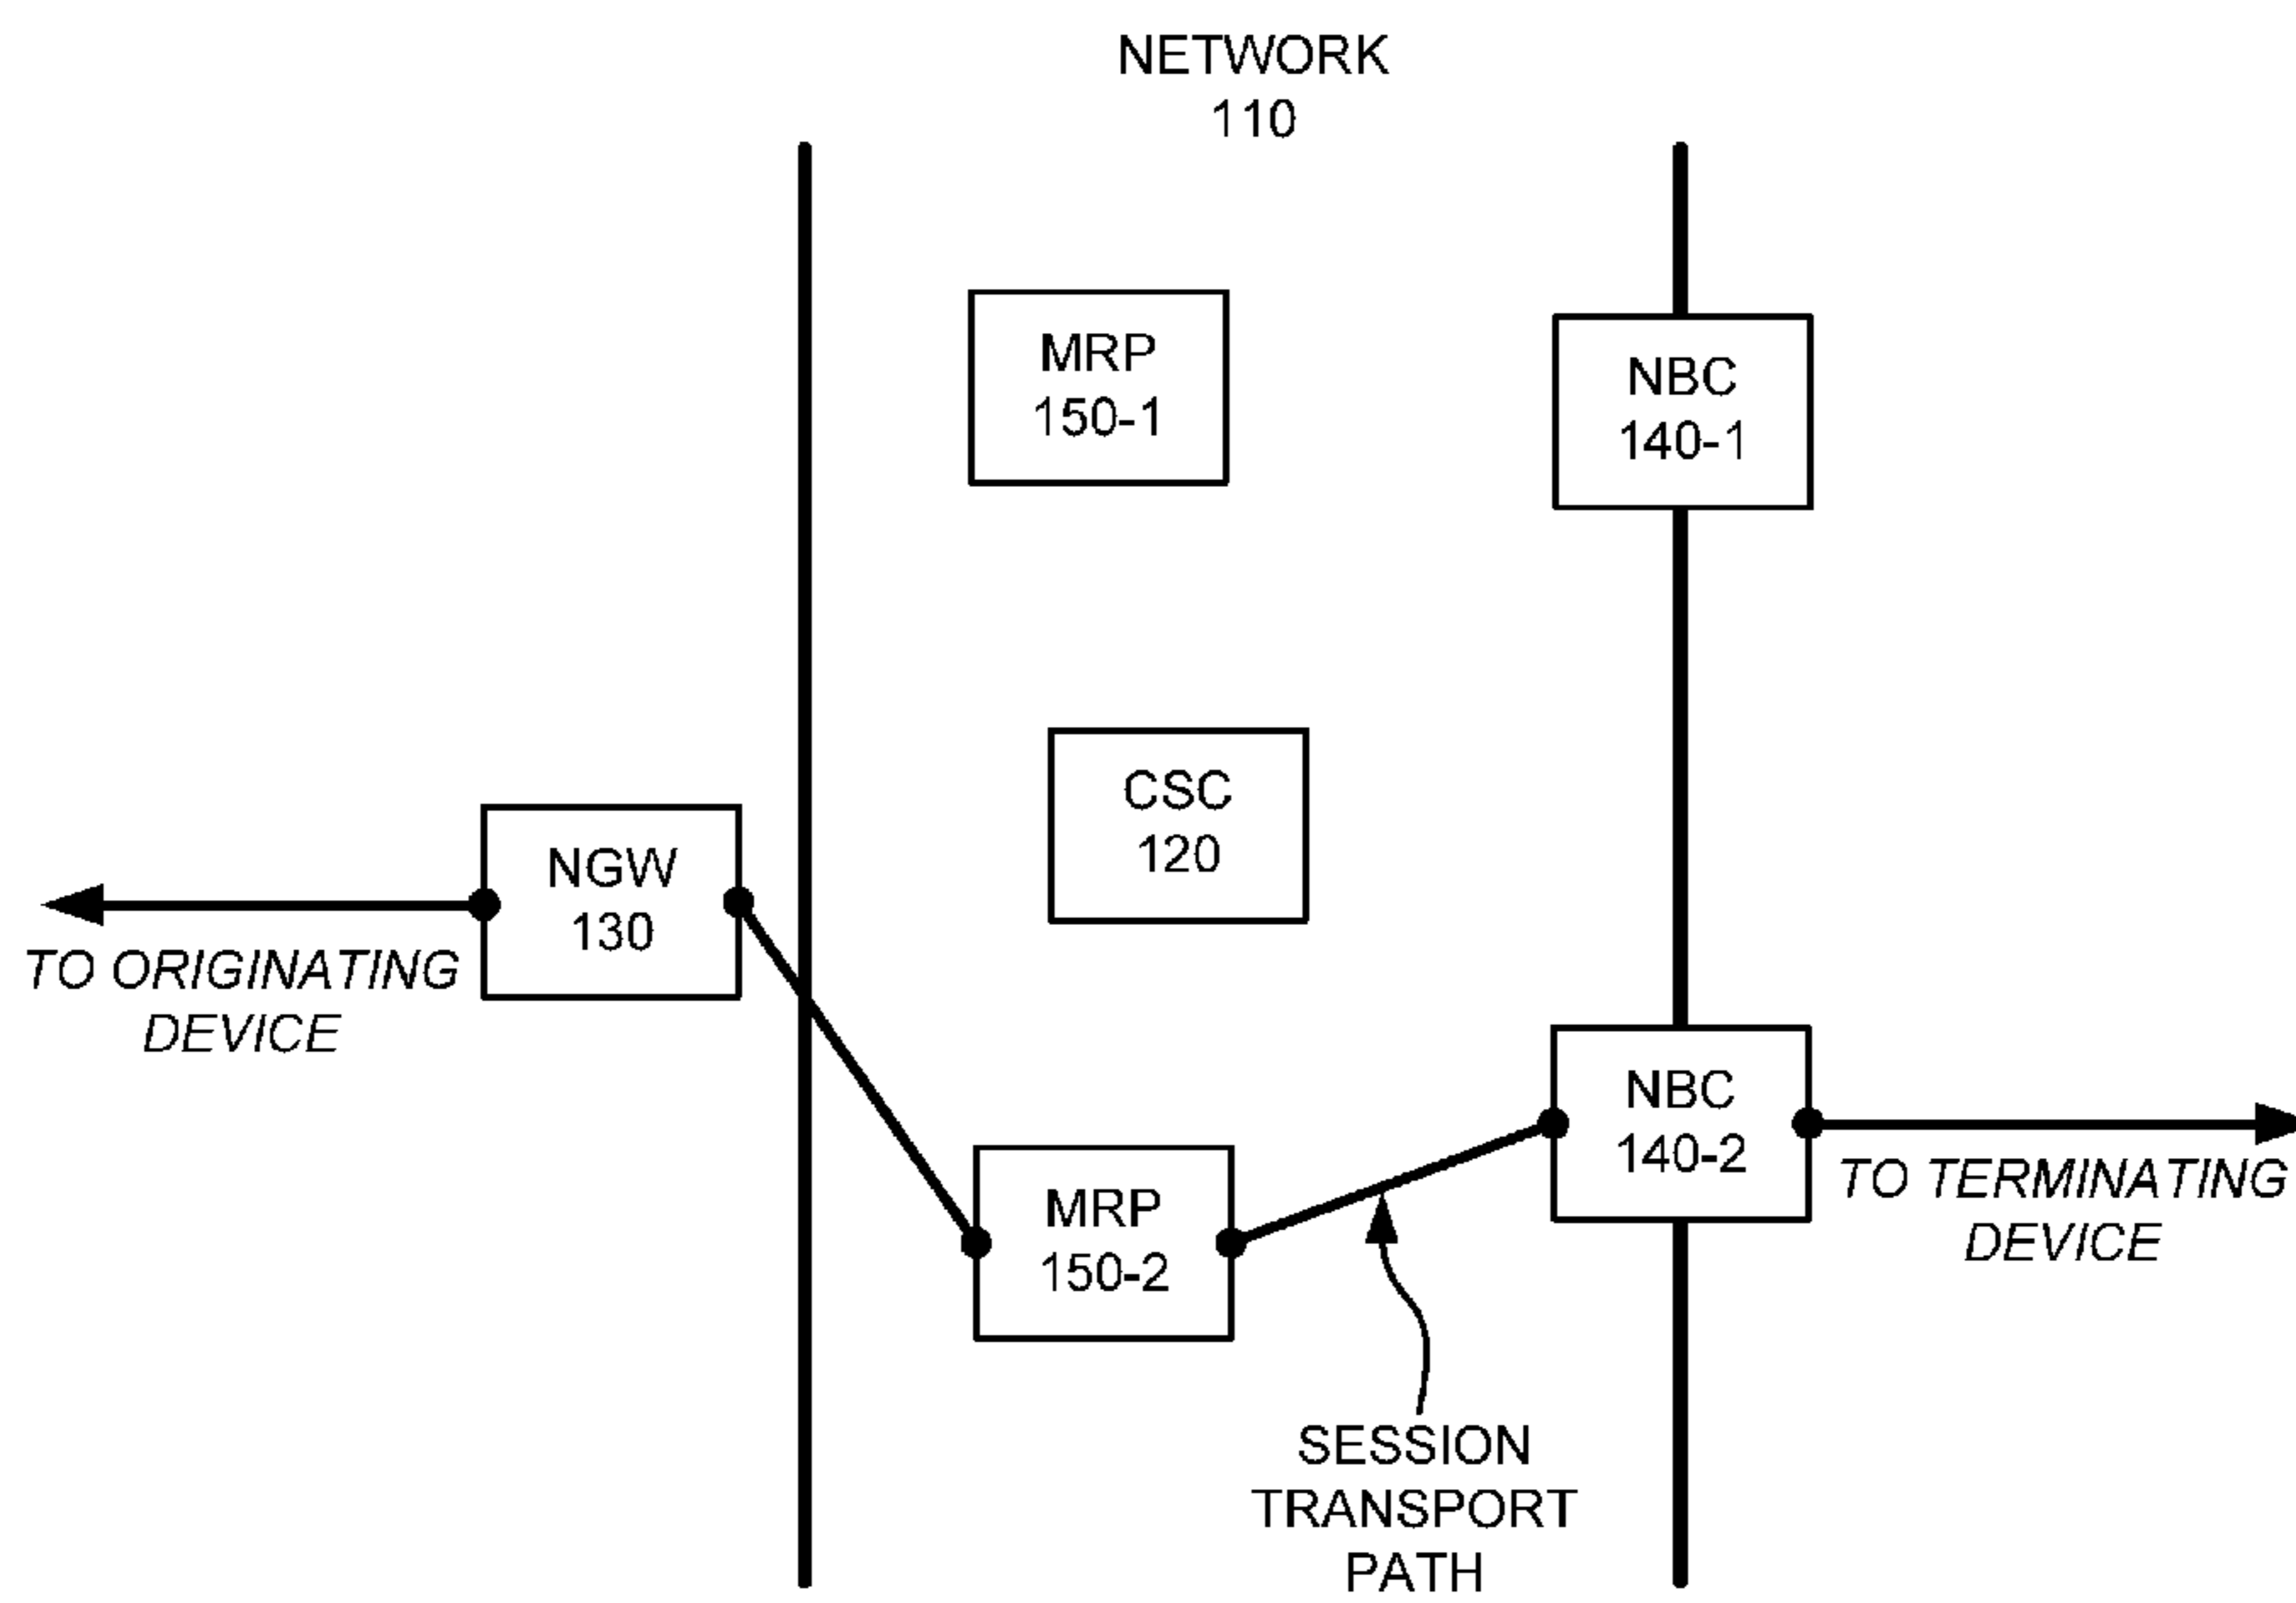 NETWORK
110
MRP
150-1
NBC
140-1
CSC
120
NGW
130
TO ORIGINATING
DEVICE
NBC
140-2
TO TERMINATING
DEVICE
MRP
150-2
SESSION
TRANSPORT
PATH